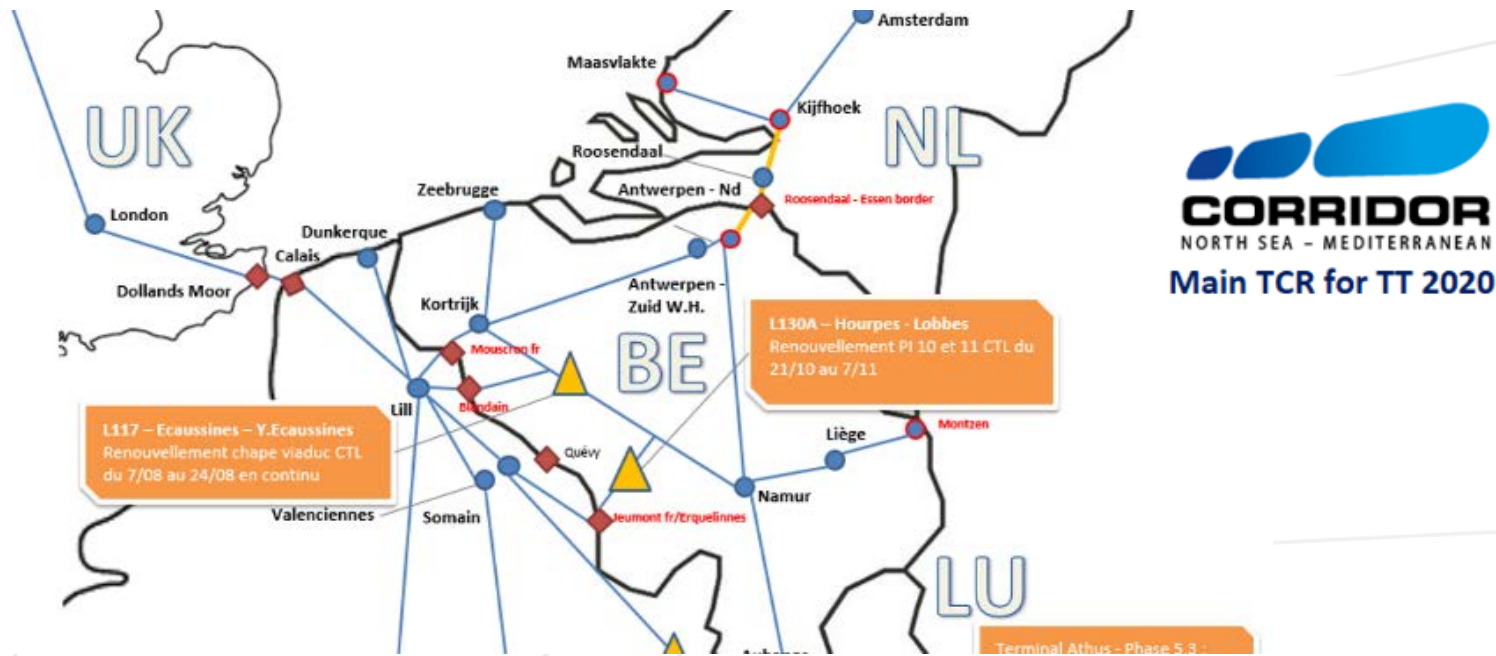 Amsterdam
Maasvlakte
Kijfhoek
UK
NL
Roosendaal
Zeebrugge
Antwerpen - Nd
Roosendaal - Essen border
London
Dunkerque
Calais
Dollands Moor
Antwerpen -
Zuid W.H.
Kortrijk
Mouscron fr
BE
L130A – Hourpes - Lobbes
Renouvellement PI 10 et 11 CTL du
21/10 au 7/11
Lill
Blandain
L117 – Ecaussines – Y.Ecaussines
Renouvellement chape viaduc CTL
du 7/08 au 24/08 en continu
Quévy
Liège
Montzen
Namur
Valenciennes
Somain
Jeumont fr/Erquelinnes
LU
Terminal Athus - Phase 5.3 :
CORRIDOR
NORTH SEA – MEDITERRANEAN
Main TCR for TT 2020